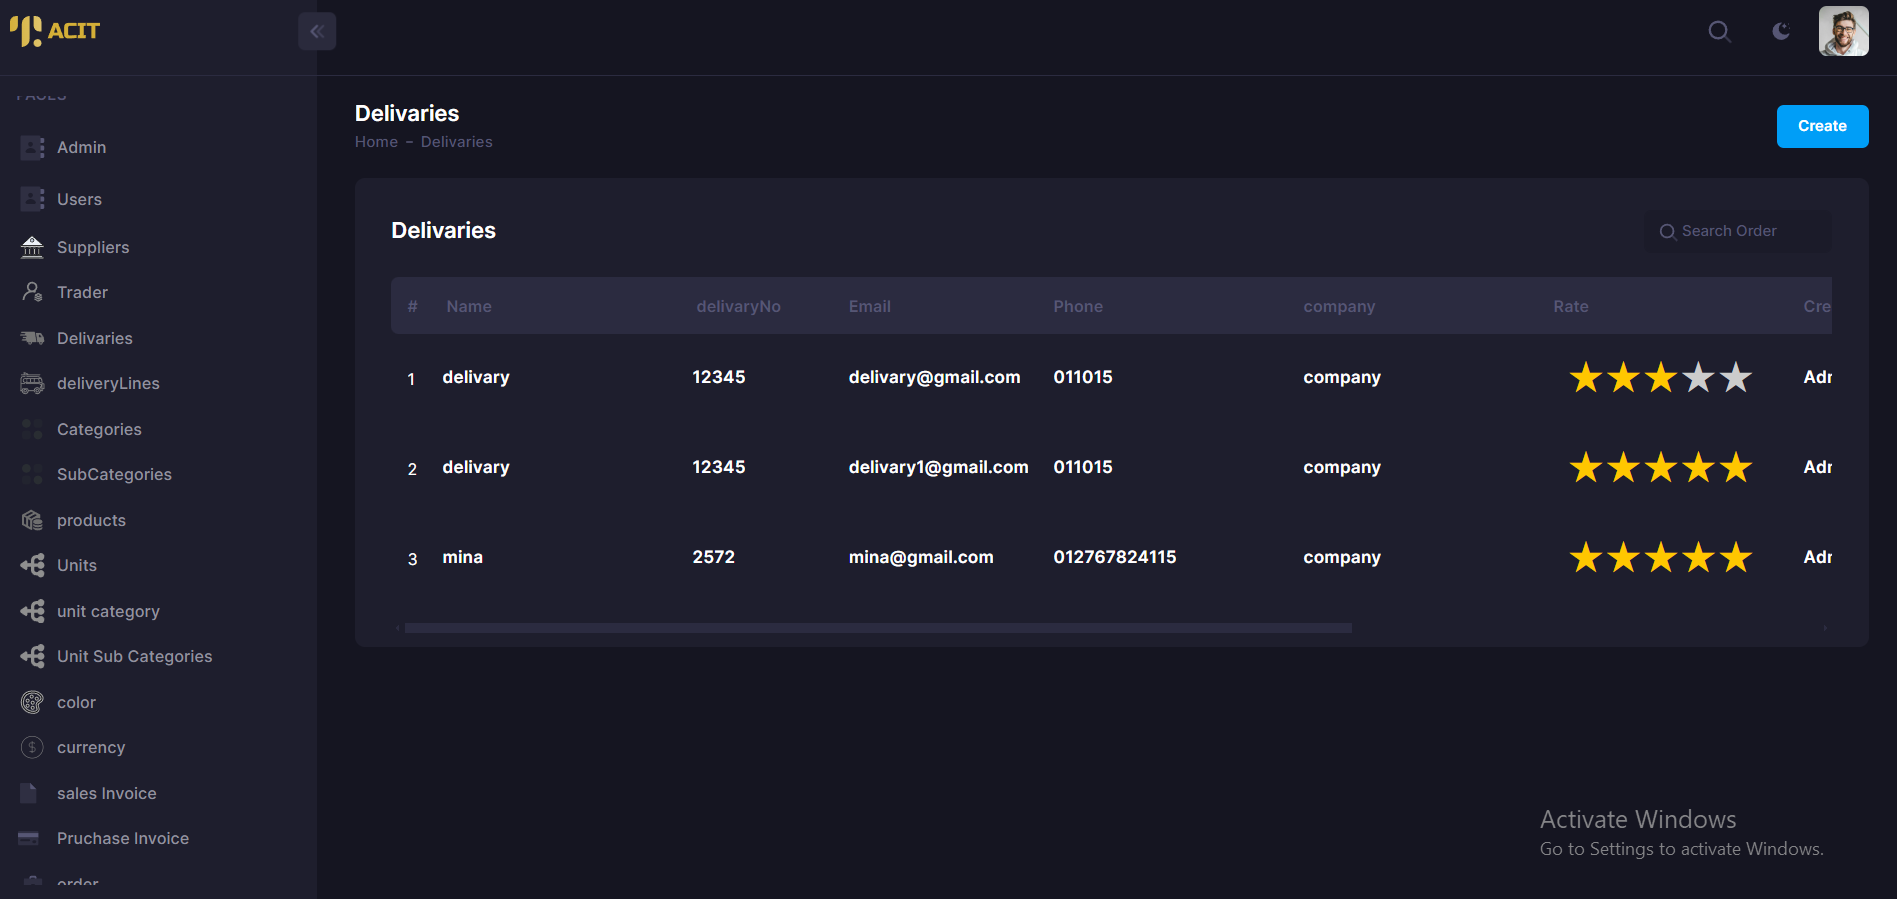 ACIT
PAGES
Admin
Users
Suppliers
Trader
Delivaries
deliveryLines
Categories
SubCategories
products
Units
unit category
Unit Sub Categories
color
currency
sales Invoice
Pruchase Invoice
order
Delivaries
Home – Delivaries
Create
Delivaries
Search Order
# Name delivaryNo Email Phone company Rate Cre
1 delivary 12345 delivary@gmail.com 011015 company ★★★★★ Adr
2 delivary 12345 delivary1@gmail.com 011015 company ★★★★★ Adr
3 mina 2572 mina@gmail.com 012767824115 company ★★★★★ Adr
Activate Windows
Go to Settings to activate Windows.